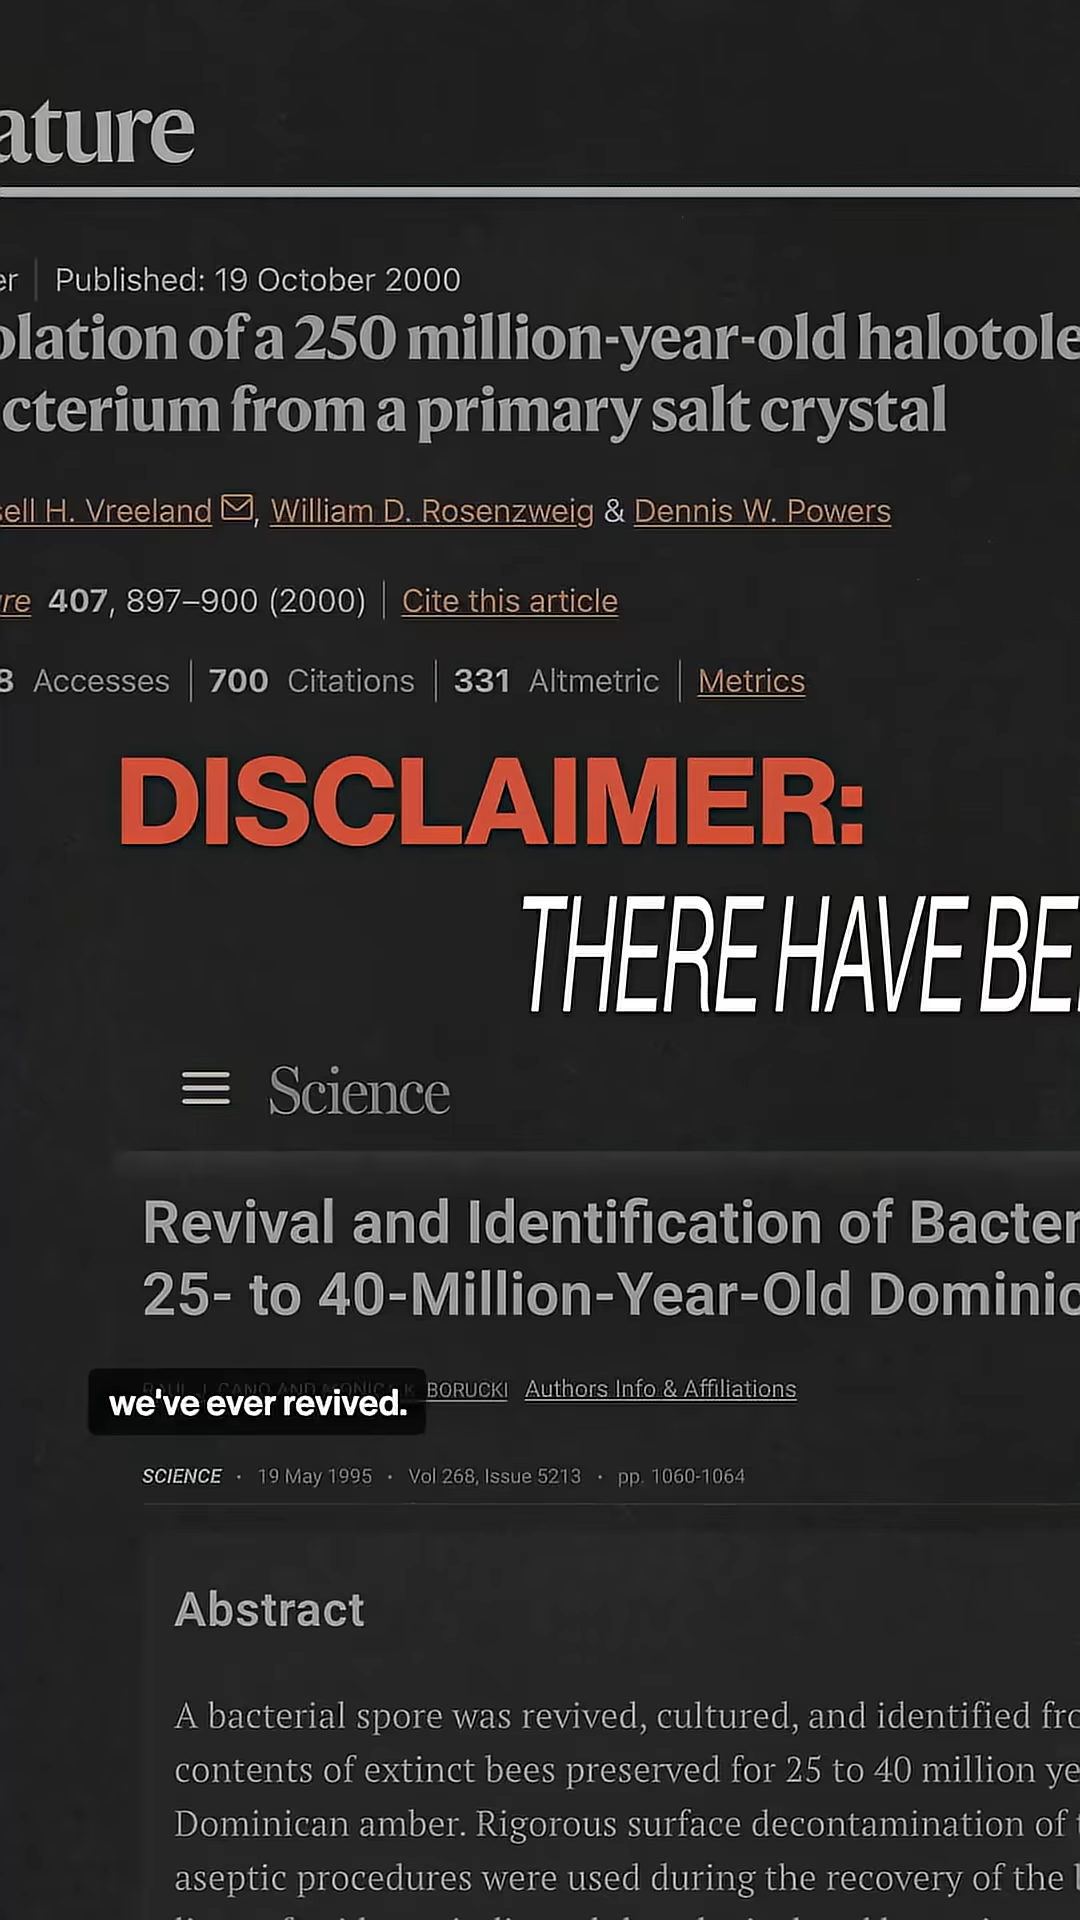 ature
er | Published: 19 October 2000
olation of a 250 million-year-old halotole
cterium from a primary salt crystal
sell H. Vreeland, William D. Rosenzweig & Dennis W. Powers
re 407, 897–900 (2000) | Cite this article
8 Accesses | 700 Citations | 331 Altmetric | Metrics
DISCLAIMER:
THERE HAVE BE
Science
Revival and Identification of Bacter
25- to 40-Million-Year-Old Dominic
BORUCKI Authors Info & Affiliations
we've ever revived.
SCIENCE • 19 May 1995 • Vol 268, Issue 5213 • pp. 1060-1064
Abstract
A bacterial spore was revived, cultured, and identified fro
contents of extinct bees preserved for 25 to 40 million ye
Dominican amber. Rigorous surface decontamination of t
aseptic procedures were used during the recovery of the